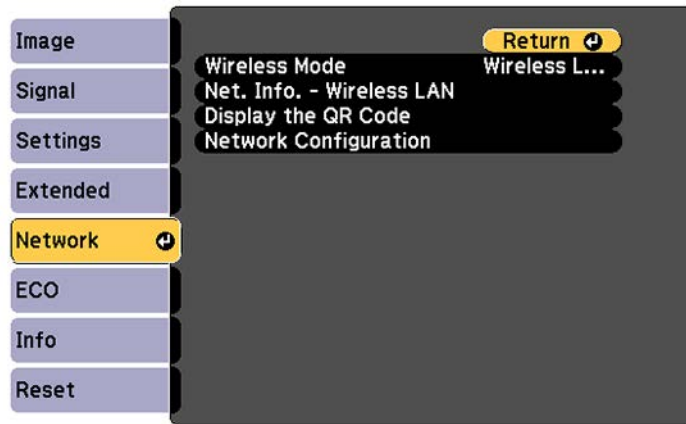 Image
Signal
Settings
Extended
Network
ECO
Info
Reset
Return
Wireless Mode Wireless L...
Net. Info. - Wireless LAN
Display the QR Code
Network Configuration